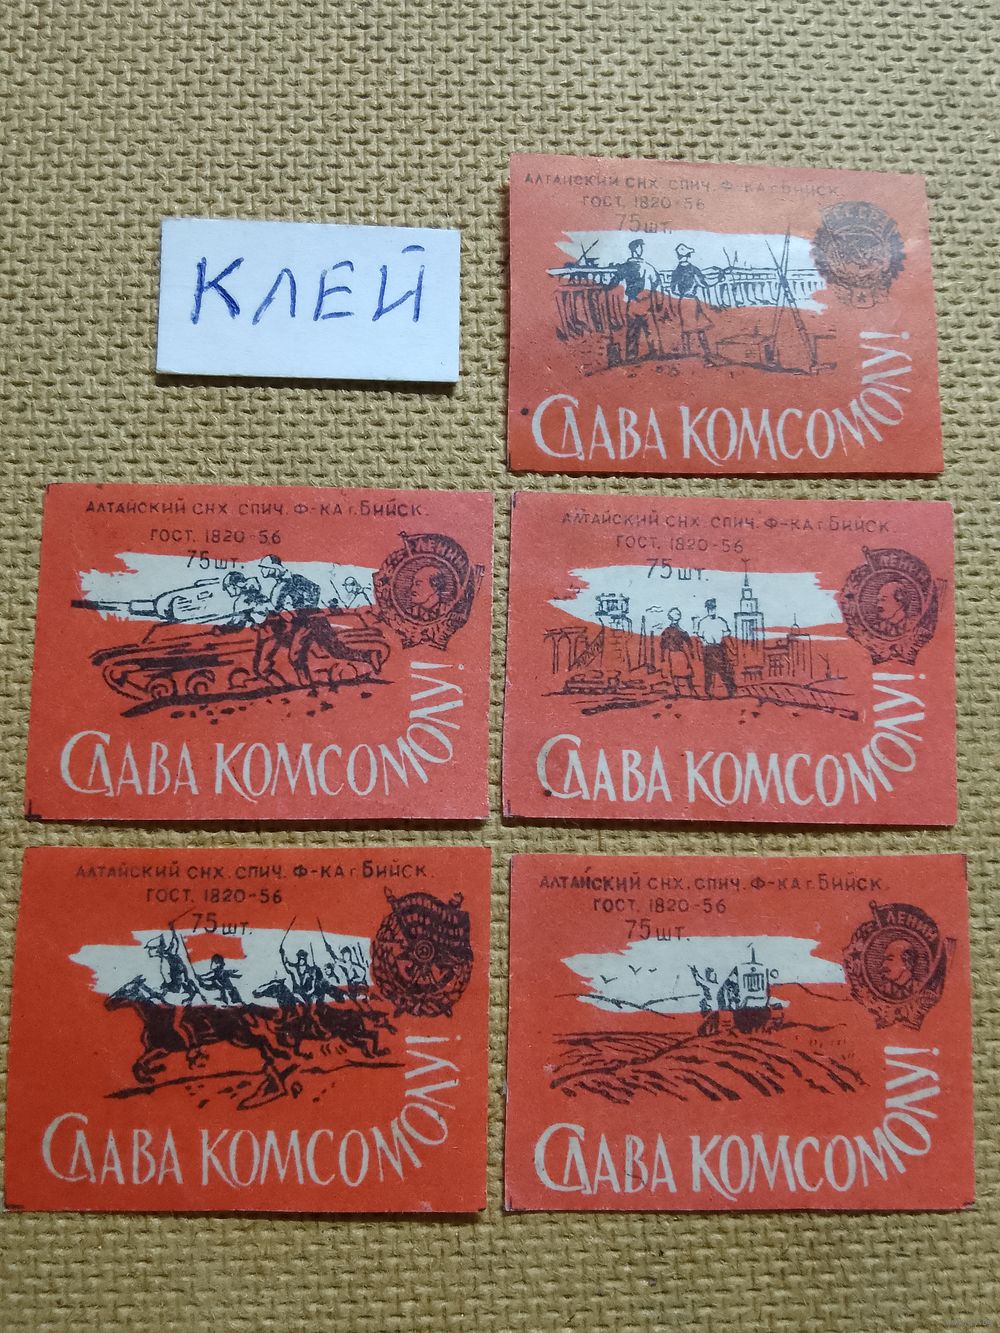 КЛЕЙ
АЛТАЙСКИЙ СНХ. СПИЧ. Ф-КА г. БИЙСК.
ГОСТ. 1820-56
75 шт.
СЛАВА КОМСОМОЛУ!
АЛТАЙСКИЙ СНХ. СПИЧ. Ф-КА г. БИЙСК.
ГОСТ. 1820-56
75 шт.
ЛЕНИН
СЛАВА КОМСОМОЛУ!
АЛТАЙСКИЙ СНХ. СПИЧ. Ф-КА г. БИЙСК.
ГОСТ. 1820-56
75 шт.
ЛЕНИН
СЛАВА КОМСОМОЛУ!
АЛТАЙСКИЙ СНХ. СПИЧ. Ф-КА г. БИЙСК.
ГОСТ. 1820-56
75 шт.
СЛАВА КОМСОМОЛУ!
АЛТАЙСКИЙ СНХ. СПИЧ. Ф-КА г. БИЙСК.
ГОСТ. 1820-56
75 шт.
ЛЕНИН
СЛАВА КОМСОМОЛУ!